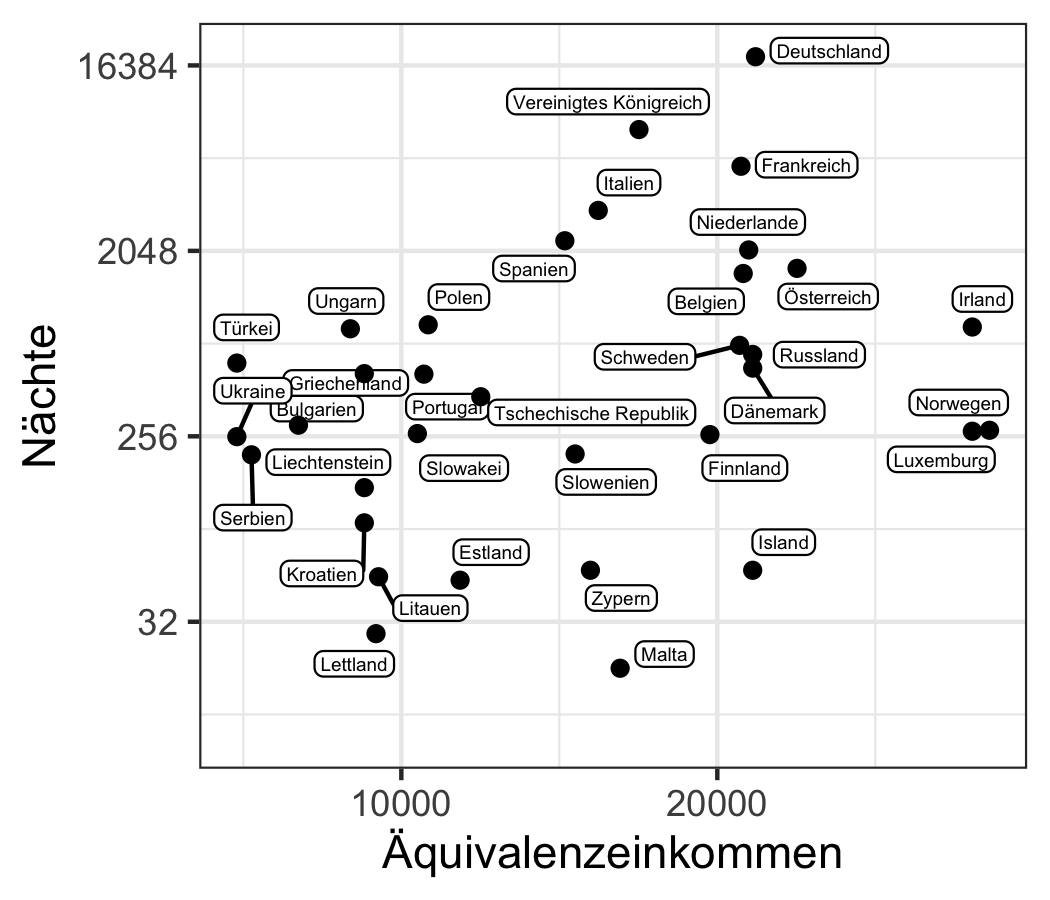 16384
2048
256
32
Nächte
Deutschland
Vereinigtes Königreich
Frankreich
Italien
Niederlande
Spanien
Belgien
Österreich
Irland
Polen
Ungarn
Türkei
Schweden
Russland
Griechenland
Ukraine
Bulgarien
Portugal
Tschechische Republik
Dänemark
Norwegen
Liechtenstein
Slowakei
Slowenien
Finnland
Luxemburg
Serbien
Estland
Island
Kroatien
Litauen
Zypern
Lettland
Malta
10000
20000
Äquivalenzeinkommen